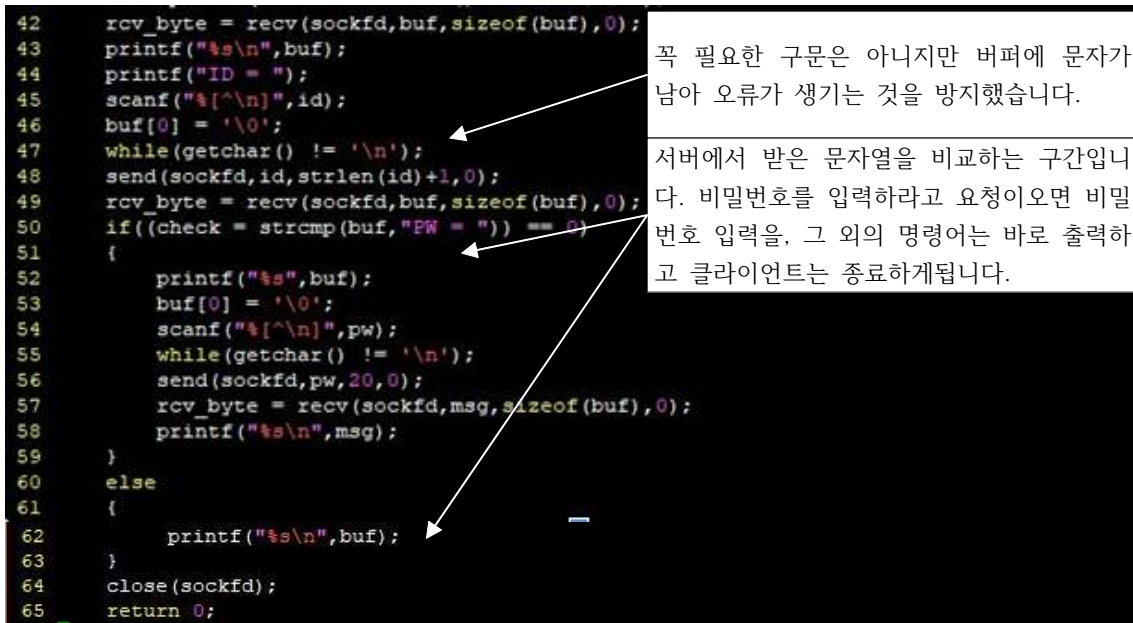 42 rcv_byte = recv(sockfd,buf,sizeof(buf),0);
43 printf("%s\n",buf);
44 printf("ID = ");
45 scanf("%[^\n]",id);
46 buf[0] = '\0';
47 while(getchar() != '\n');
48 send(sockfd,id,strlen(id)+1,0);
49 rcv_byte = recv(sockfd,buf,sizeof(buf),0);
50 if((check = strcmp(buf,"PW = ")) == 0)
51 {
52 printf("%s",buf);
53 buf[0] = '\0';
54 scanf("%[^\n]",pw);
55 while(getchar() != '\n');
56 send(sockfd,pw,20,0);
57 rcv_byte = recv(sockfd,msg,sizeof(buf),0);
58 printf("%s\n",msg);
59 }
60 else
61 {
62 printf("%s\n",buf);
63 }
64 close(sockfd);
65 return 0;
꼭 필요한 구문은 아니지만 버퍼에 문자가
남아 오류가 생기는 것을 방지했습니다.
서버에서 받은 문자열을 비교하는 구간입니
다. 비밀번호를 입력하라고 요청이오면 비밀
번호 입력을, 그 외의 명령어는 바로 출력하
고 클라이언트는 종료하게됩니다.